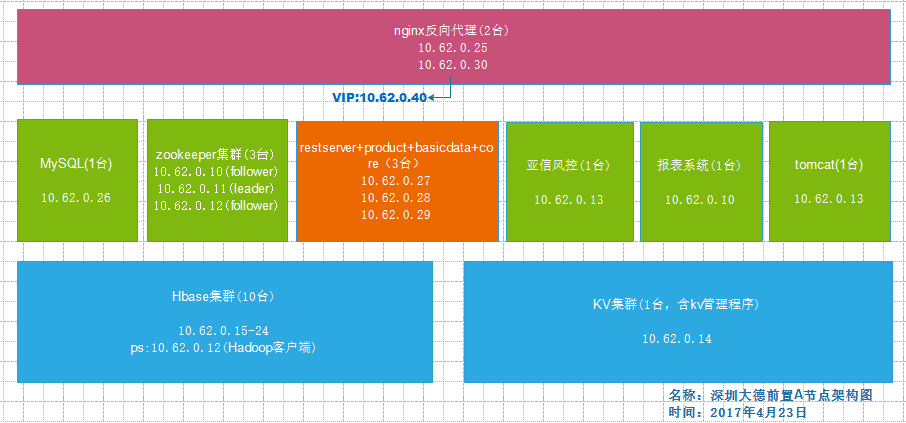 nginx反向代理(2台)
10.62.0.25
10.62.0.30
VIP:10.62.0.40
MySQL(1台)
10.62.0.26
zookeeper集群(3台)
10.62.0.10(follower)
10.62.0.11(leader)
10.62.0.12(follower)
restserver+product+basicdata+co
re（3台）
10.62.0.27
10.62.0.28
10.62.0.29
亚信风控(1台)
10.62.0.13
报表系统(1台)
10.62.0.10
tomcat(1台)
10.62.0.13
Hbase集群(10台)
10.62.0.15-24
ps:10.62.0.12(Hadoop客户端)
KV集群(1台，含kv管理程序)
10.62.0.14
名称：深圳大德前置A节点架构图
时间：2017年4月23日